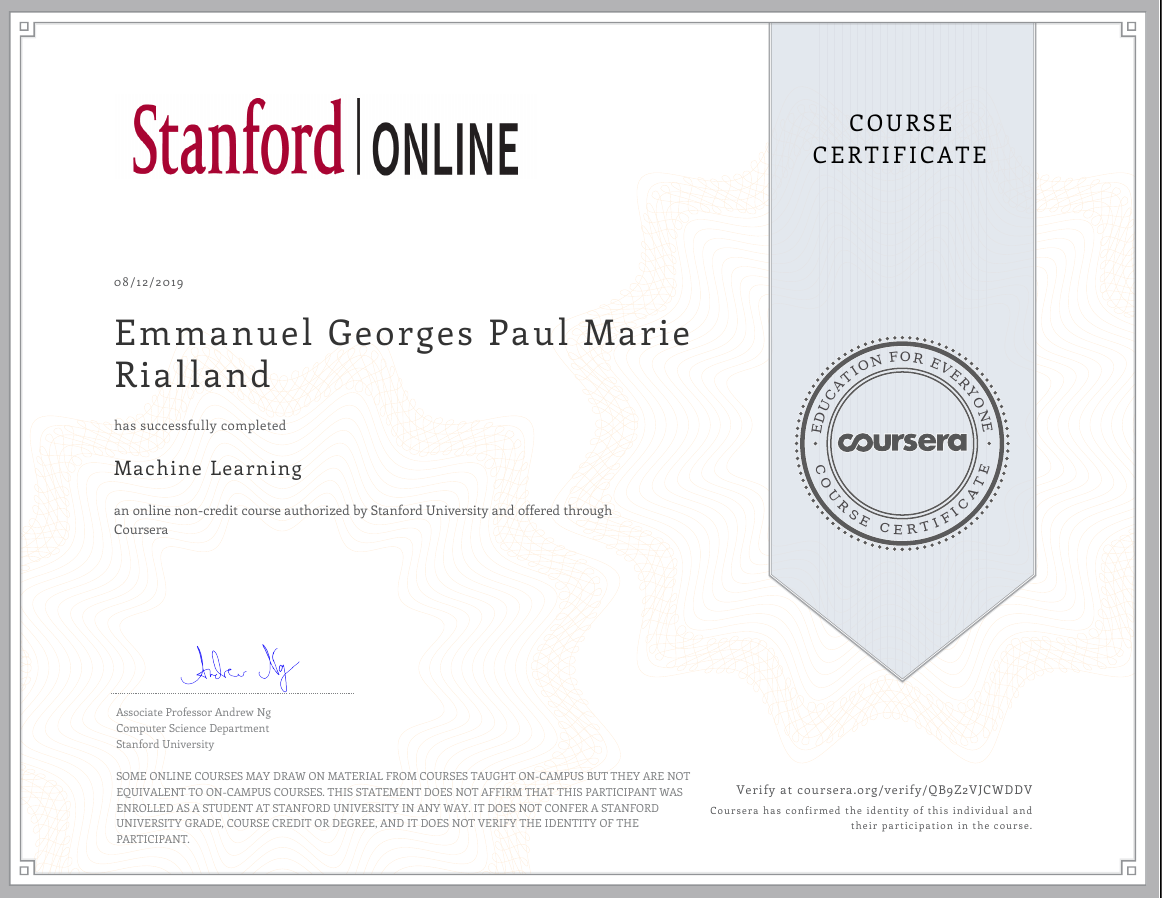 Stanford | ONLINE
COURSE
CERTIFICATE
08/12/2019
Emmanuel Georges Paul Marie
Rialland
has successfully completed
Machine Learning
an online non-credit course authorized by Stanford University and offered through
Coursera
EDUCATION FOR EVERYONE
coursera
COURSE CERTIFICATE
Andrew Ng
Associate Professor Andrew Ng
Computer Science Department
Stanford University
SOME ONLINE COURSES MAY DRAW ON MATERIAL FROM COURSES TAUGHT ON-CAMPUS BUT THEY ARE NOT
EQUIVALENT TO ON-CAMPUS COURSES. THIS STATEMENT DOES NOT AFFIRM THAT THIS PARTICIPANT WAS
ENROLLED AS A STUDENT AT STANFORD UNIVERSITY IN ANY WAY. IT DOES NOT CONFER A STANFORD
UNIVERSITY GRADE, COURSE CREDIT OR DEGREE, AND IT DOES NOT VERIFY THE IDENTITY OF THE
PARTICIPANT.
Verify at coursera.org/verify/QB9Z2VJCWDDV
Coursera has confirmed the identity of this individual and
their participation in the course.